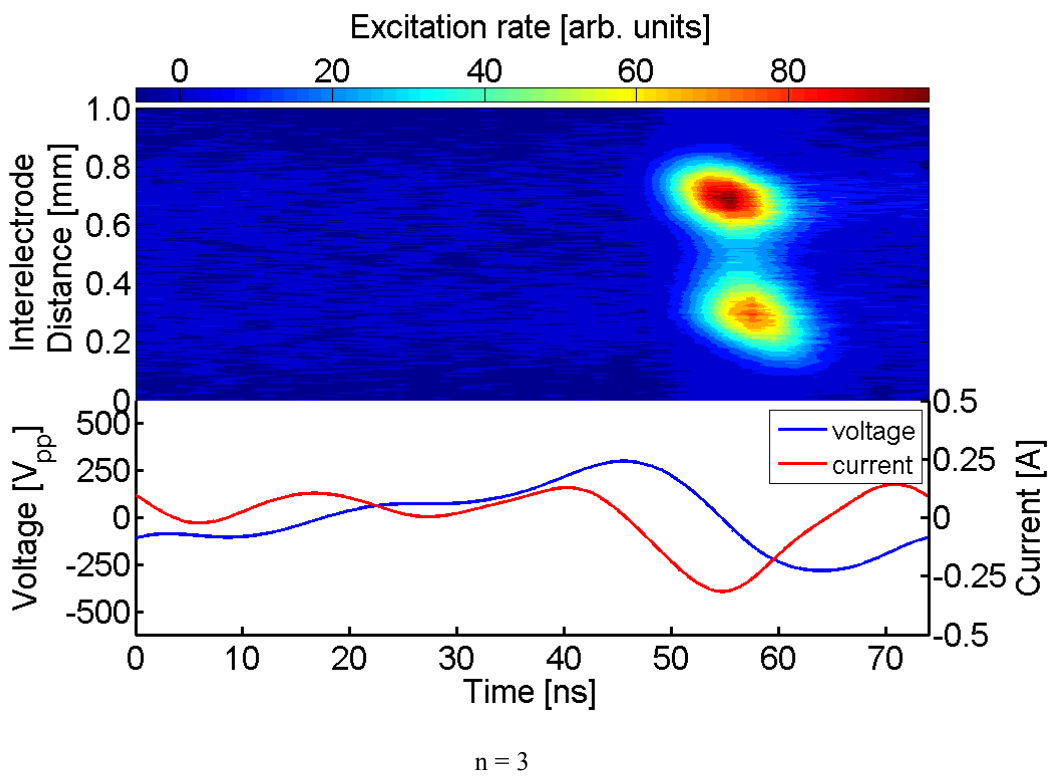 Excitation rate [arb. units]
0 20 40 60 80
Interelectrode
Distance [mm]
1.0
0.8
0.6
0.4
0.2
0
Voltage [Vpp]
500
250
0
-250
-500
voltage
current
0.5
0.25
0
-0.25
-0.5
Current [A]
0 10 20 30 40 50 60 70
Time [ns]
n = 3